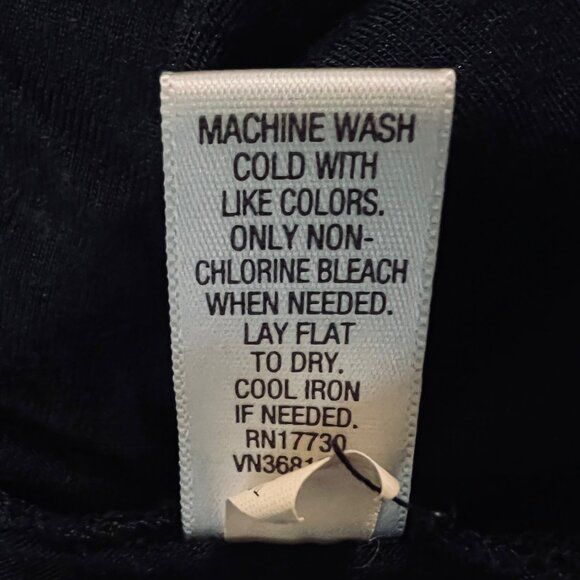 MACHINE WASH
COLD WITH
LIKE COLORS.
ONLY NON-
CHLORINE BLEACH
WHEN NEEDED.
LAY FLAT
TO DRY.
COOL IRON
IF NEEDED.
RN17730